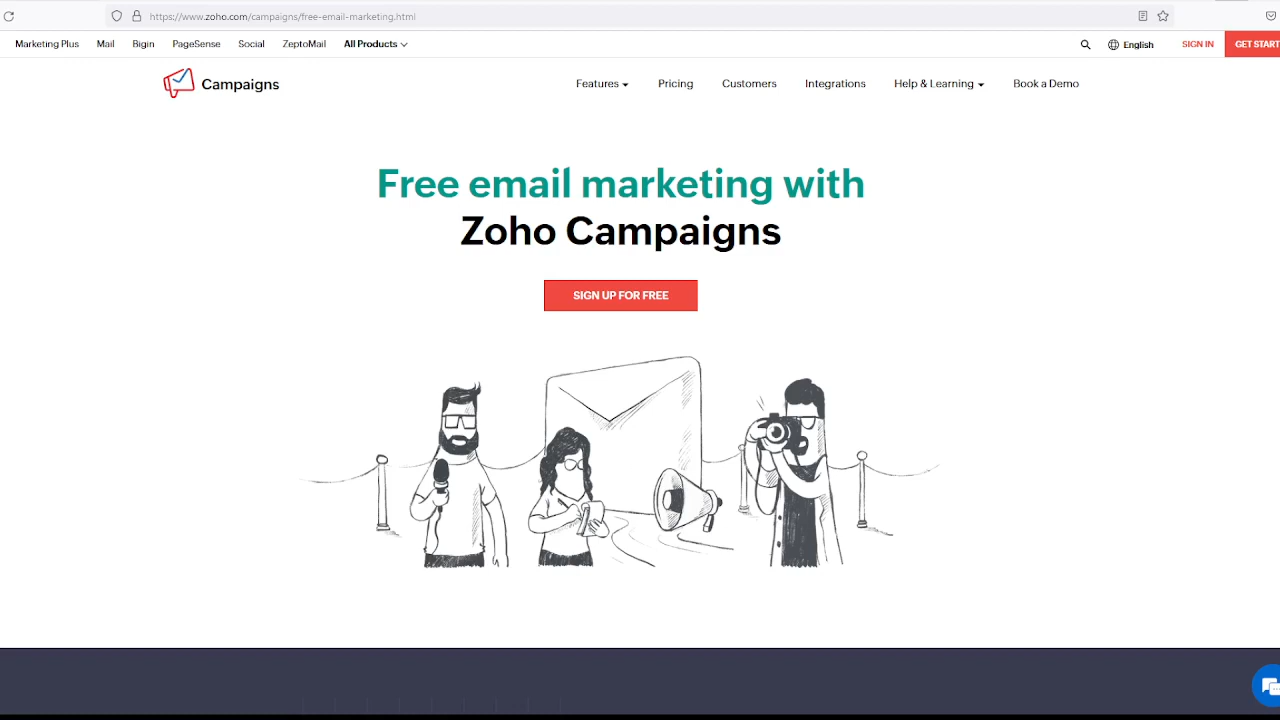 https://www.zoho.com/campaigns/free-email-marketing.html
Marketing Plus Mail Bigin PageSense Social ZeptoMail All Products English SIGN IN GET START
Campaigns Features Pricing Customers Integrations Help & Learning Book a Demo
Free email marketing with
Zoho Campaigns
SIGN UP FOR FREE